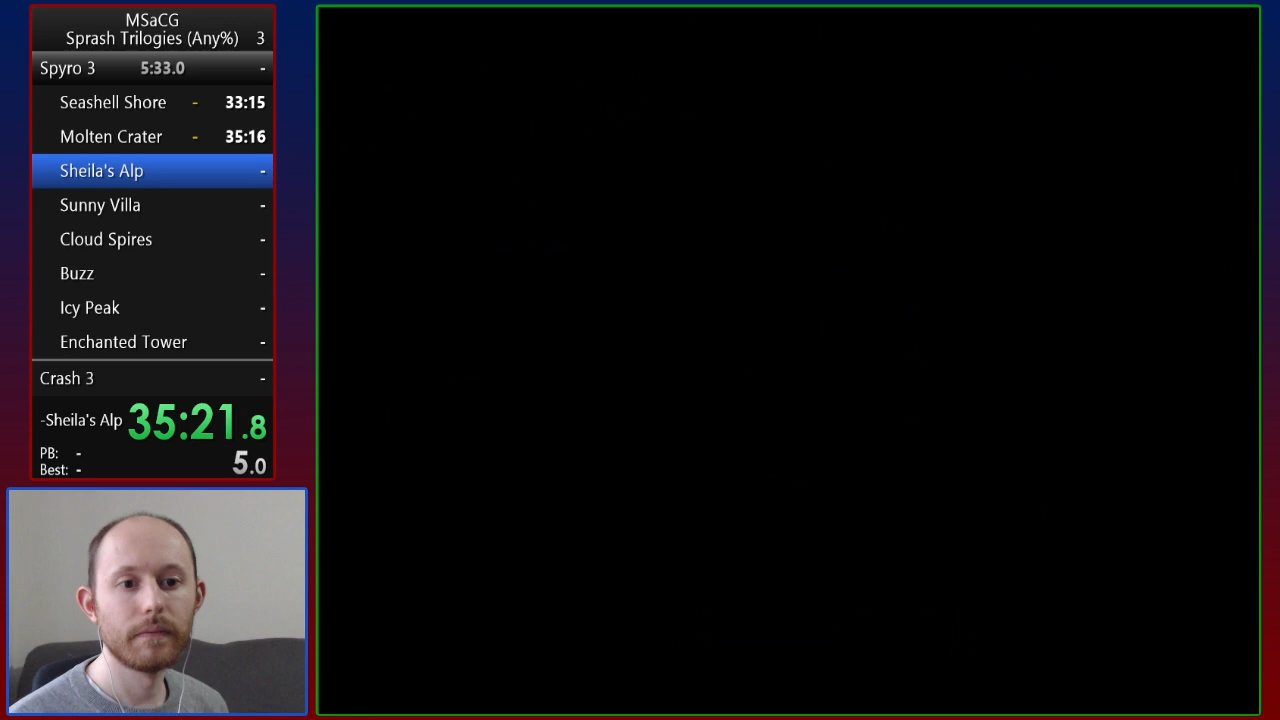 MSaCG
Sprash Trilogies (Any%) 3
Spyro 3 5:33.0 -
Seashell Shore - 33:15
Molten Crater - 35:16
Sheila's Alp -
Sunny Villa -
Cloud Spires -
Buzz -
Icy Peak -
Enchanted Tower -
Crash 3 -
-Sheila's Alp 35:21.8
PB: -
Best: - 5.0